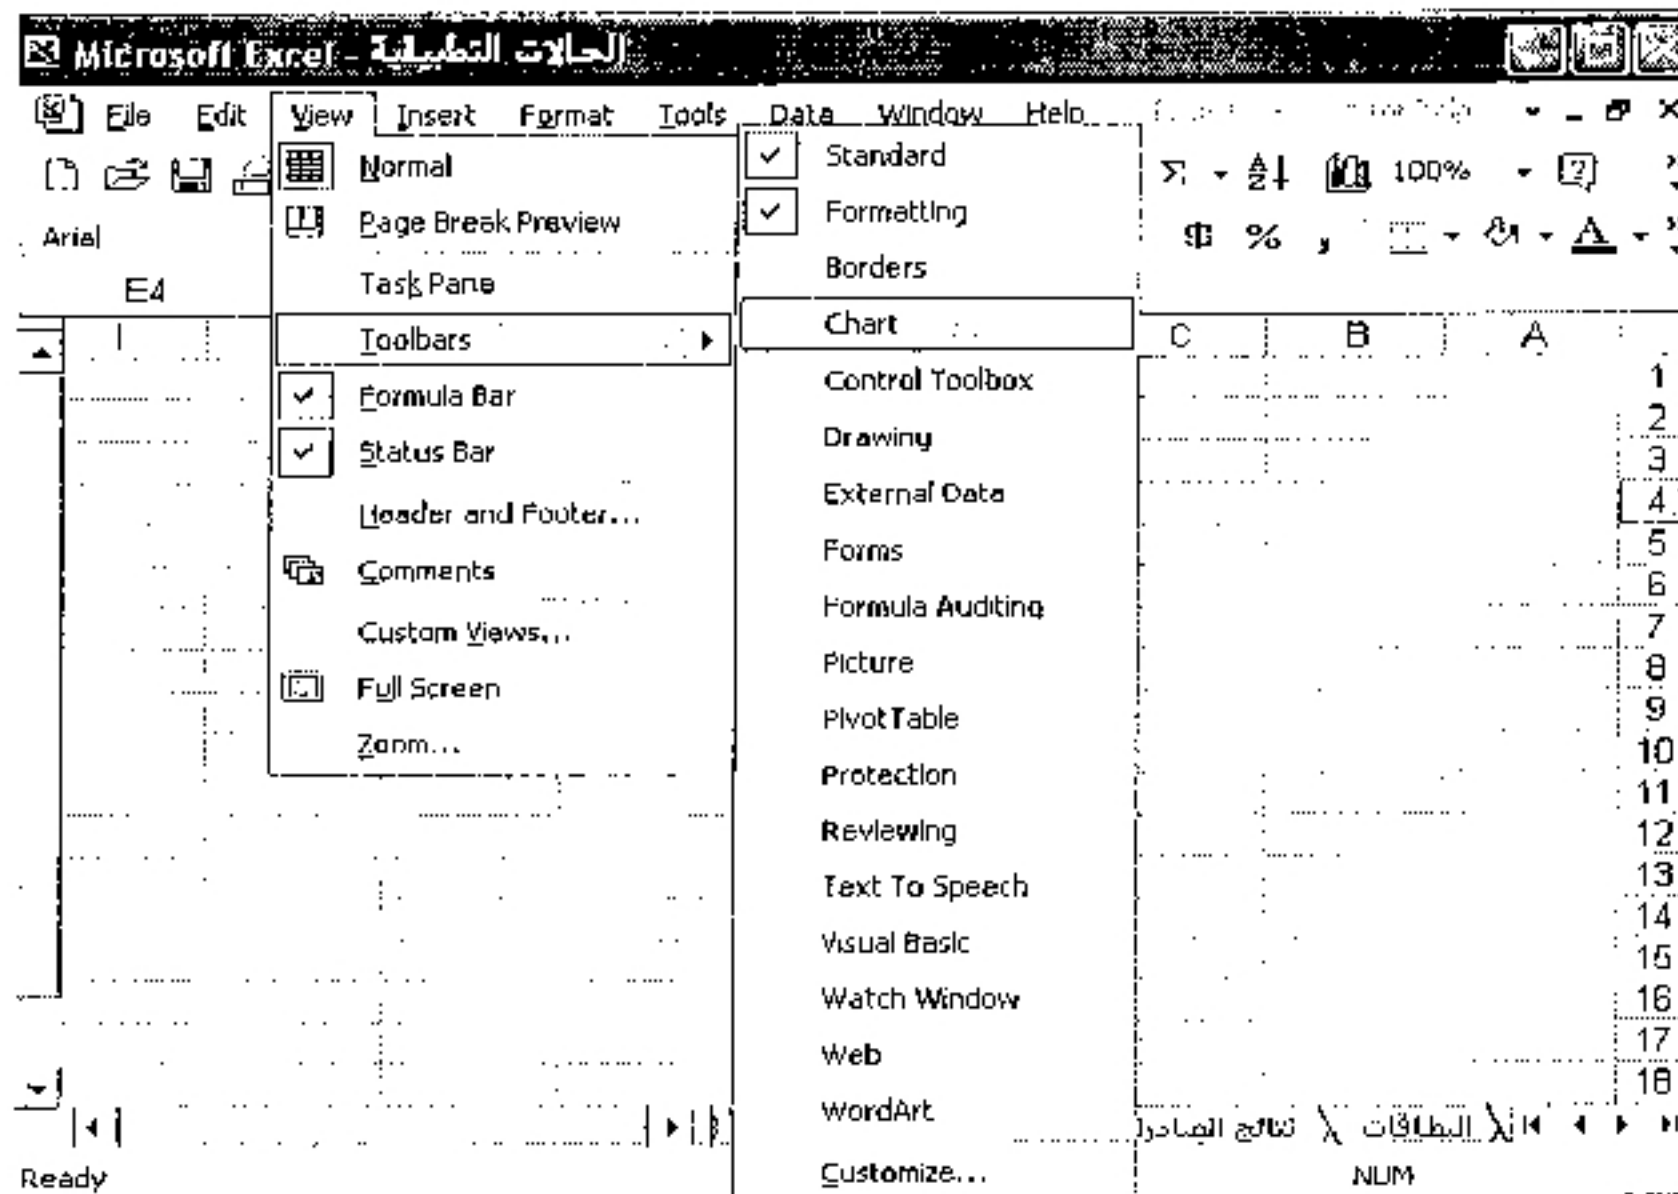 Microsoft Excel - الحالات التطبيقية
File Edit View Insert Format Tools Data Window Help
Normal
Page Break Preview
Task Pane
Toolbars
Formula Bar
Status Bar
Header and Footer...
Comments
Custom Views...
Full Screen
Zoom...
Standard
Formatting
Borders
Chart
Control Toolbox
Drawing
External Data
Forms
Formula Auditing
Picture
PivotTable
Protection
Reviewing
Text To Speech
Visual Basic
Watch Window
Web
WordArt
Customize...
100%
Arial
$ % ,
E4
I C B A
1
2
3
4
5
6
7
8
9
10
11
12
13
14
15
16
17
18
البطاقات
نتائج
Ready NUM